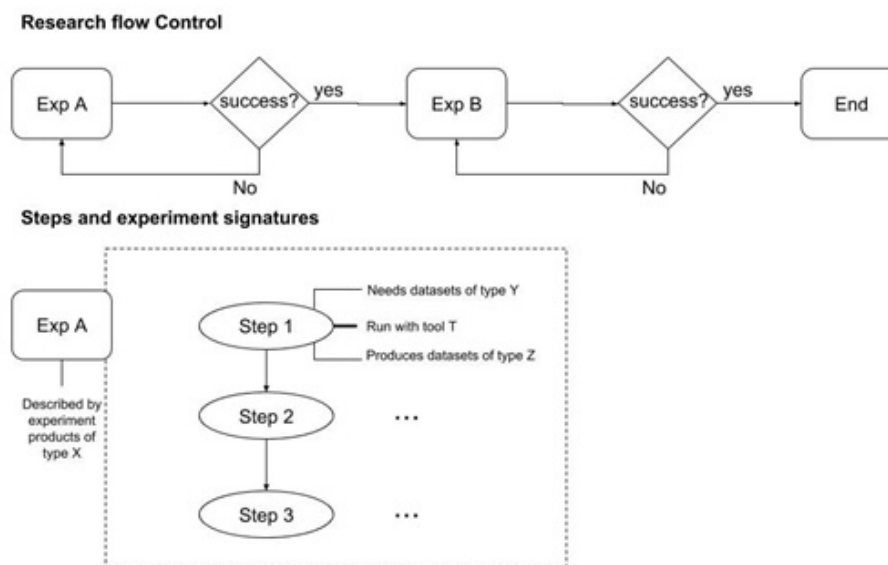 Research flow Control
Exp A
success?
yes
Exp B
success?
yes
End
No
No
Steps and experiment signatures
Exp A
Described by
experiment
products of
type X
Step 1
Needs datasets of type Y
Run with tool T
Produces datasets of type Z
Step 2
...
Step 3
...